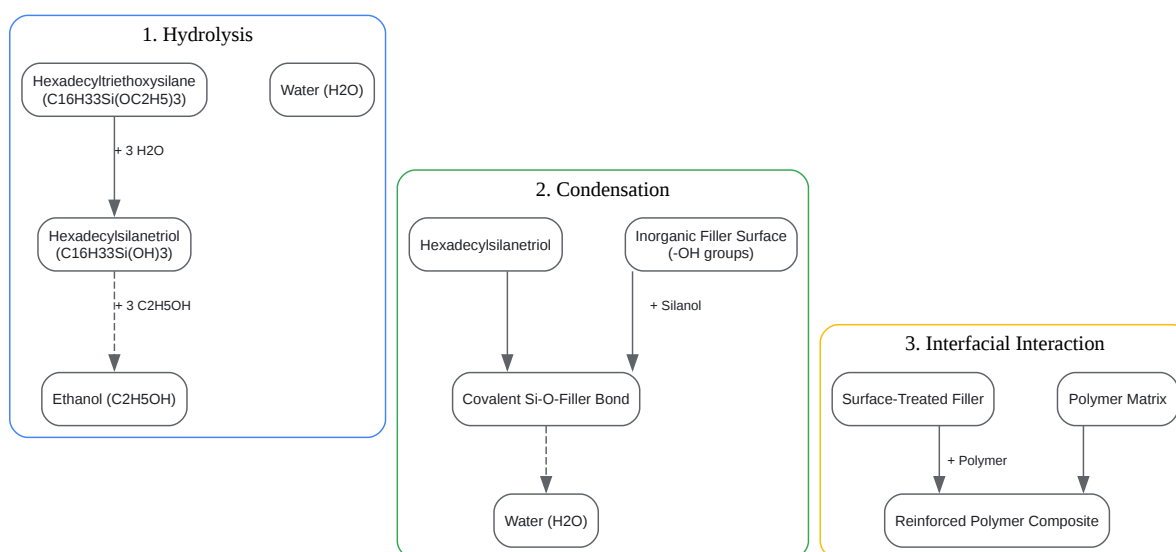 1. Hydrolysis
Hexadecyltriethoxysilane
(C16H33Si(OC2H5)3)
Water (H2O)
+ 3 H2O
Hexadecylsilanetriol
(C16H33Si(OH)3)
+ 3 C2H5OH
Ethanol (C2H5OH)
2. Condensation
Hexadecylsilanetriol
Inorganic Filler Surface
(-OH groups)
+ Silanol
Covalent Si-O-Filler Bond
Water (H2O)
3. Interfacial Interaction
Surface-Treated Filler
Polymer Matrix
+ Polymer
Reinforced Polymer Composite